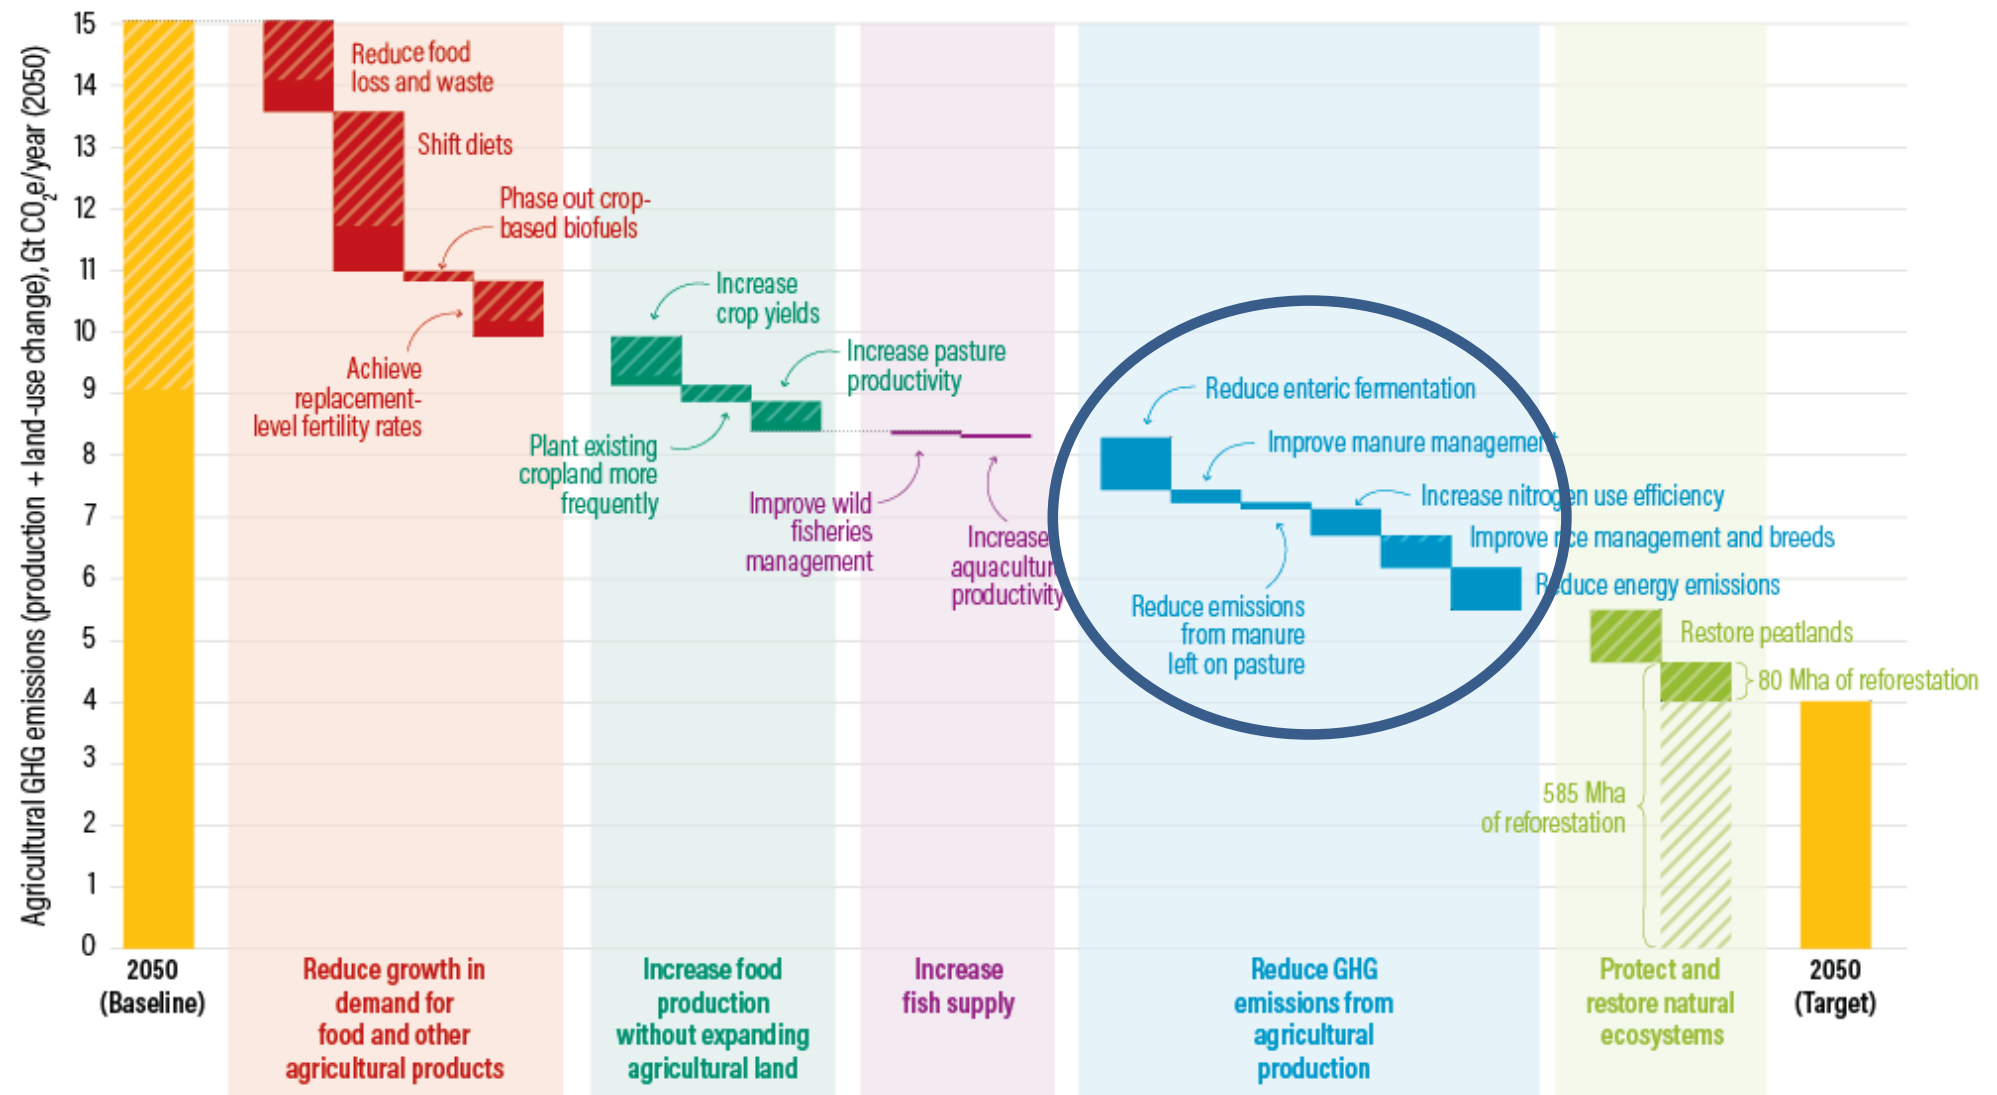 Agricultural GHG emissions (production + land-use change), Gt CO2e/year (2050)
15
14
13
12
11
10
9
8
7
6
5
4
3
2
1
0
Reduce food
loss and waste
Shift diets
Phase out crop-
based biofuels
Achieve
replacement-
level fertility rates
Increase
crop yields
Increase pasture
productivity
Plant existing
cropland more
frequently
Improve wild
fisheries
management
Increase
aquaculture
productivity
Reduce enteric fermentation
Improve manure management
Increase nitrogen use efficiency
Improve rice management and breeds
Reduce energy emissions
Reduce emissions
from manure
left on pasture
Restore peatlands
80 Mha of reforestation
585 Mha
of reforestation
2050
(Baseline)
Reduce growth in
demand for
food and other
agricultural products
Increase food
production
without expanding
agricultural land
Increase
fish supply
Reduce GHG
emissions from
agricultural
production
Protect and
restore natural
ecosystems
2050
(Target)